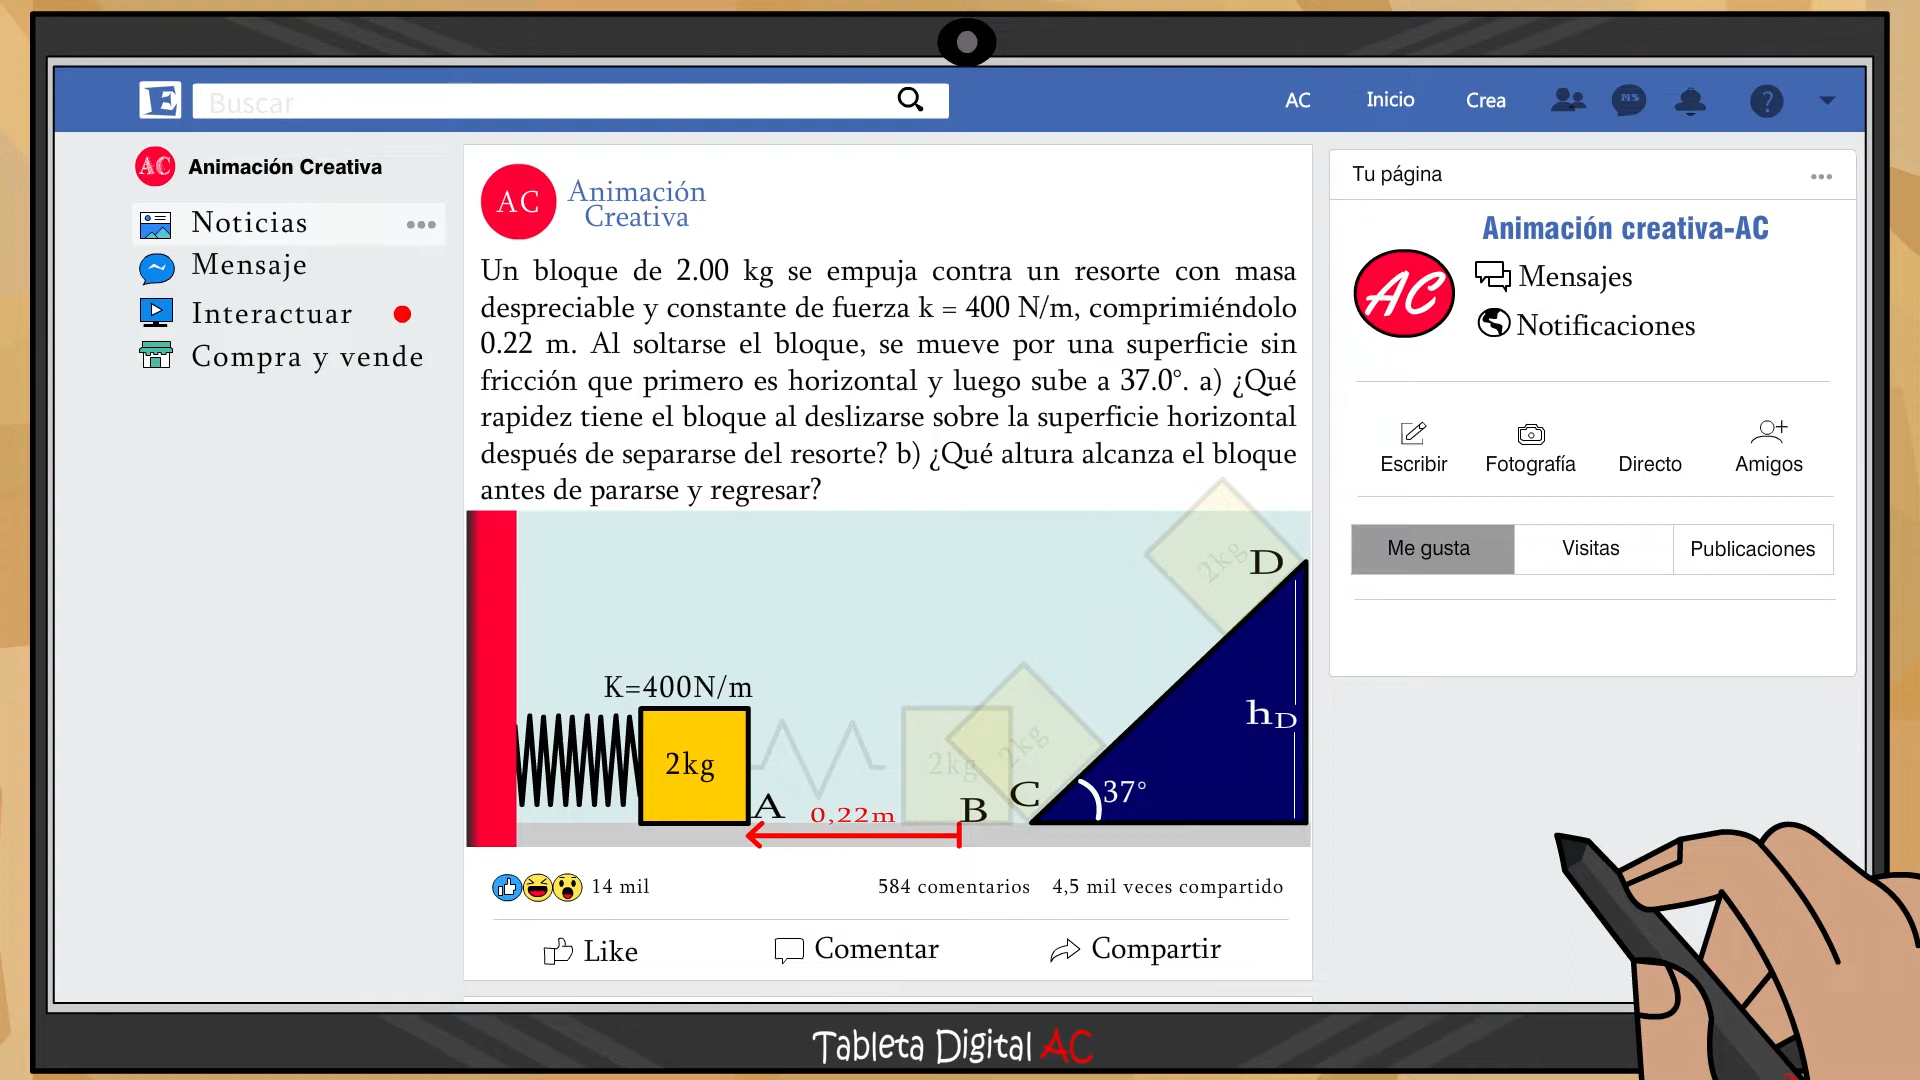 E
Buscar
AC
Inicio
Crea
MS
?
AC Animación Creativa
Noticias
Mensaje
Interactuar
Compra y vende
AC
Animación
Creativa
Un bloque de 2.00 kg se empuja contra un resorte con masa
despreciable y constante de fuerza k = 400 N/m, comprimiéndolo
0.22 m. Al soltarse el bloque, se mueve por una superficie sin
fricción que primero es horizontal y luego sube a 37.0°. a) ¿Qué
rapidez tiene el bloque al deslizarse sobre la superficie horizontal
después de separarse del resorte? b) ¿Qué altura alcanza el bloque
antes de pararse y regresar?
2kg
D
K=400N/m
hD
2kg
2kg
2kg
A
0,22m
B
C
37°
14 mil
584 comentarios
4,5 mil veces compartido
Like
Comentar
Compartir
Tu página
Animación creativa-AC
AC
Mensajes
Notificaciones
Escribir
Fotografía
Directo
Amigos
Me gusta
Visitas
Publicaciones
Tableta Digital AC